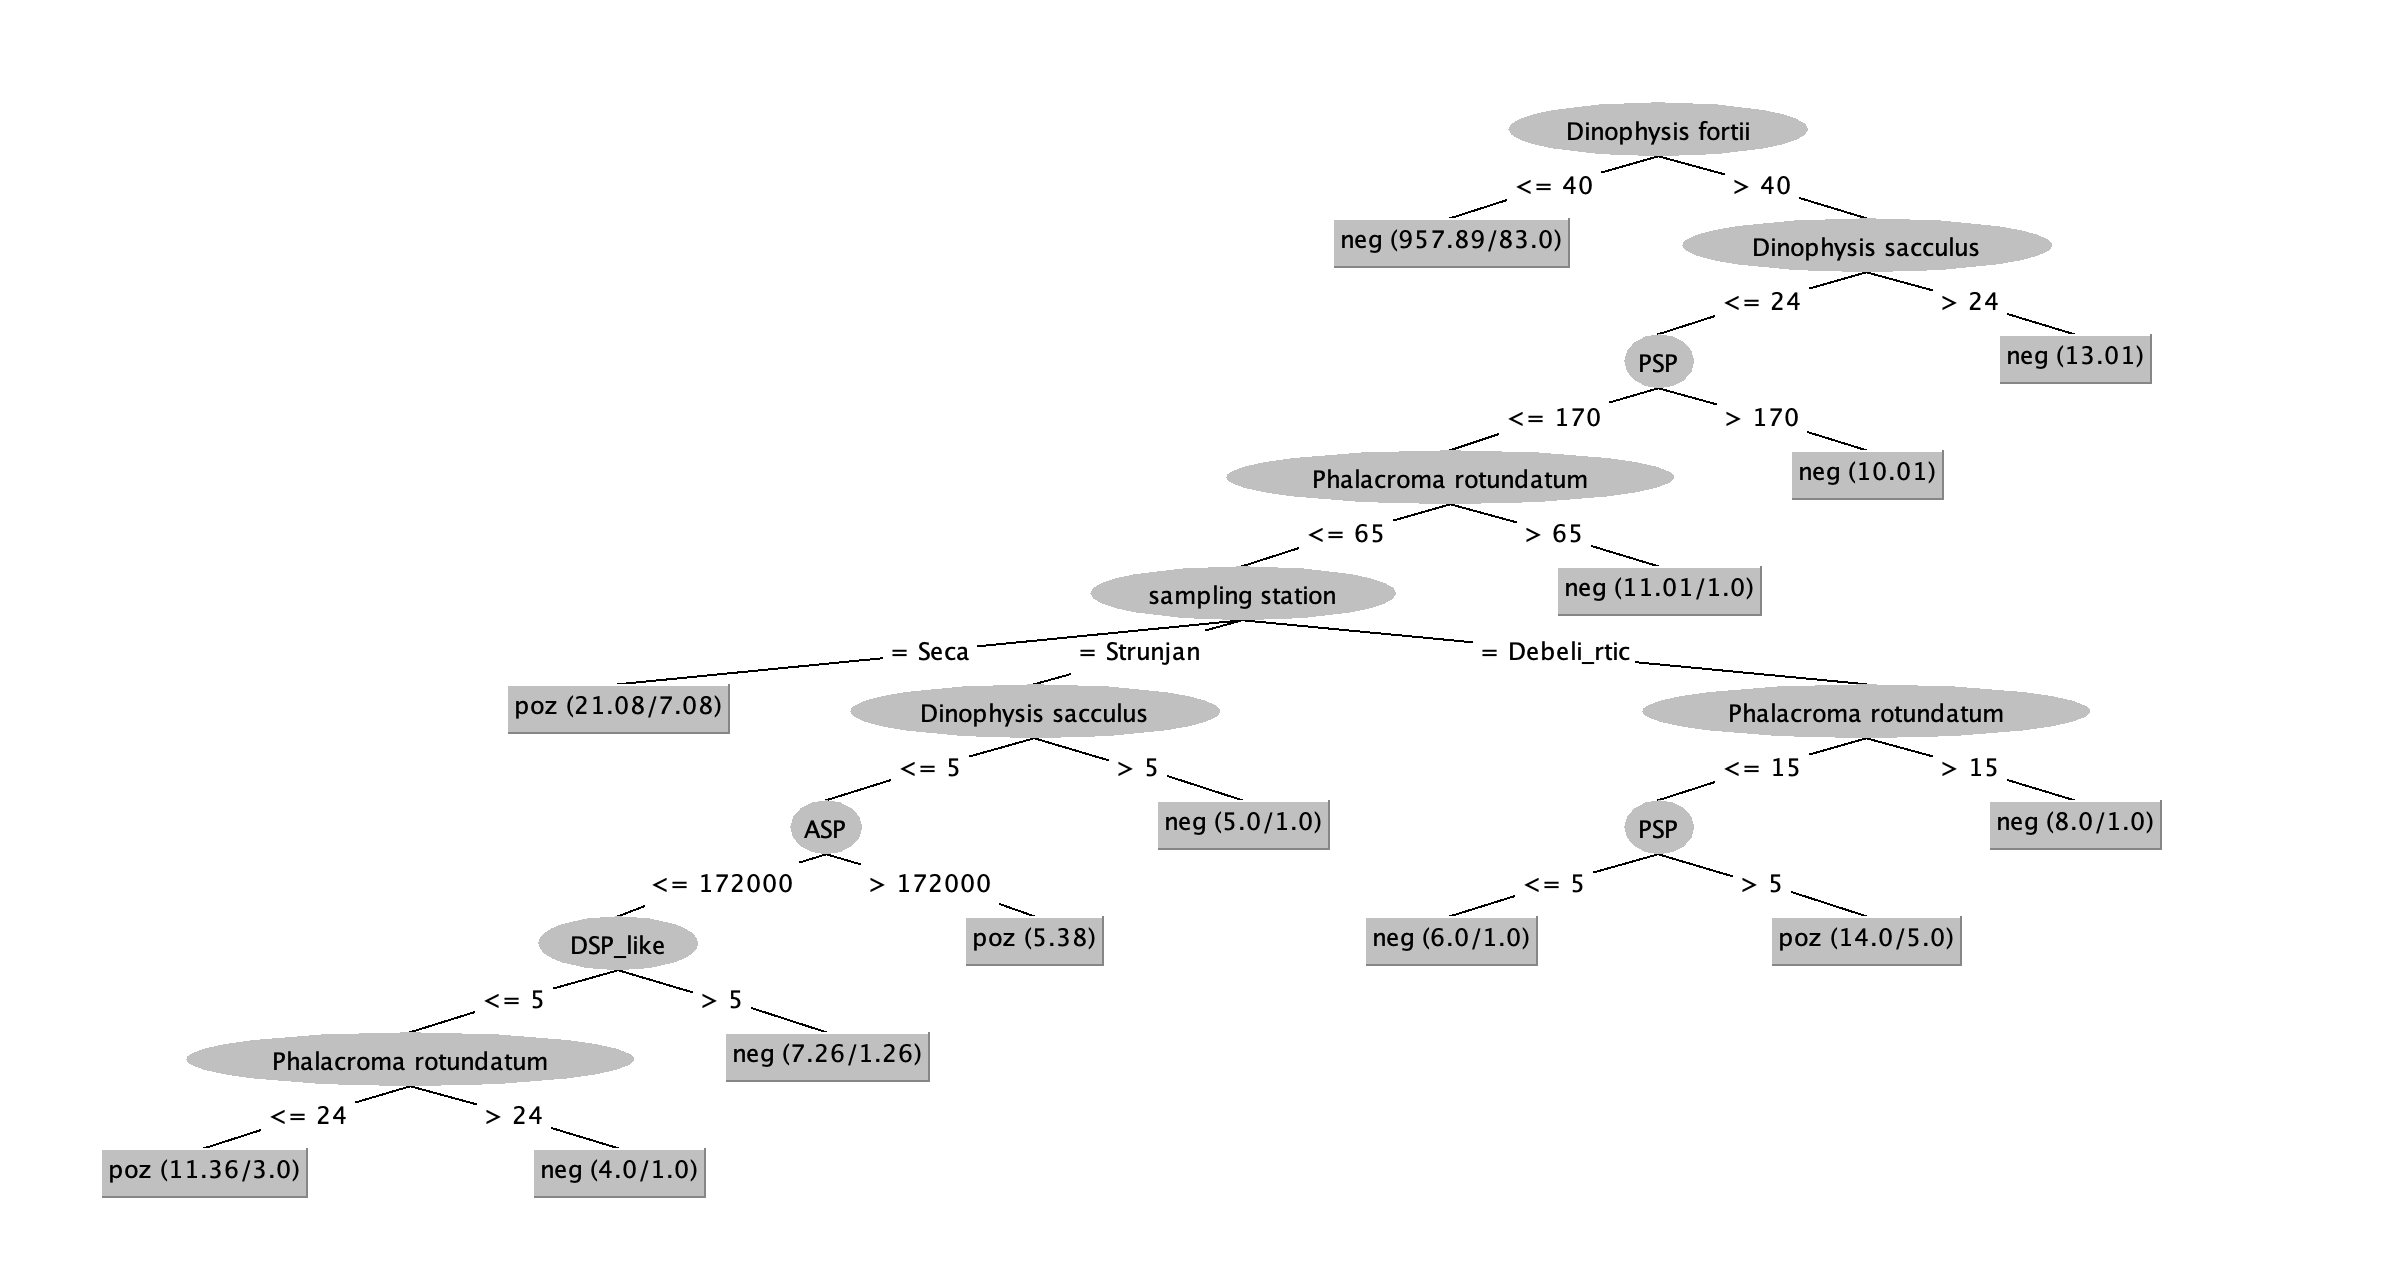 Dinophysis fortii
<= 40
> 40
neg (957.89/83.0)
Dinophysis sacculus
<= 24
> 24
PSP
neg (13.01)
<= 170
> 170
Phalacroma rotundatum
neg (10.01)
<= 65
> 65
sampling station
neg (11.01/1.0)
= Seca
= Strunjan
= Debeli_rtic
poz (21.08/7.08)
Dinophysis sacculus
Phalacroma rotundatum
<= 5
> 5
<= 15
> 15
ASP
neg (5.0/1.0)
PSP
neg (8.0/1.0)
<= 172000
> 172000
<= 5
> 5
DSP_like
poz (5.38)
neg (6.0/1.0)
poz (14.0/5.0)
<= 5
> 5
Phalacroma rotundatum
neg (7.26/1.26)
<= 24
> 24
poz (11.36/3.0)
neg (4.0/1.0)